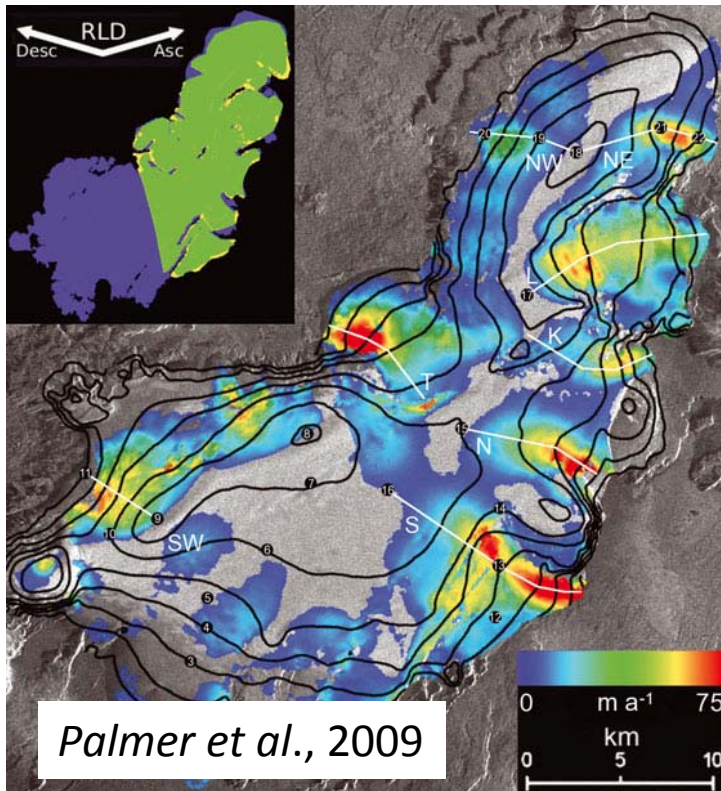 RLD
Desc Asc
20 19 21 22
18
NW NE
L
17
K
T
8 15 N
11 7 16
9 14
10 S
SW 6 13
5
4 12
3
0 m a⁻¹ 75
km
0 5 10
Palmer et al., 2009